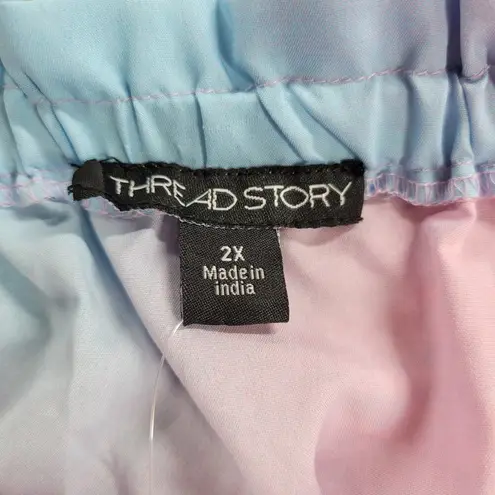 THREAD STORY
2X
Made in
india